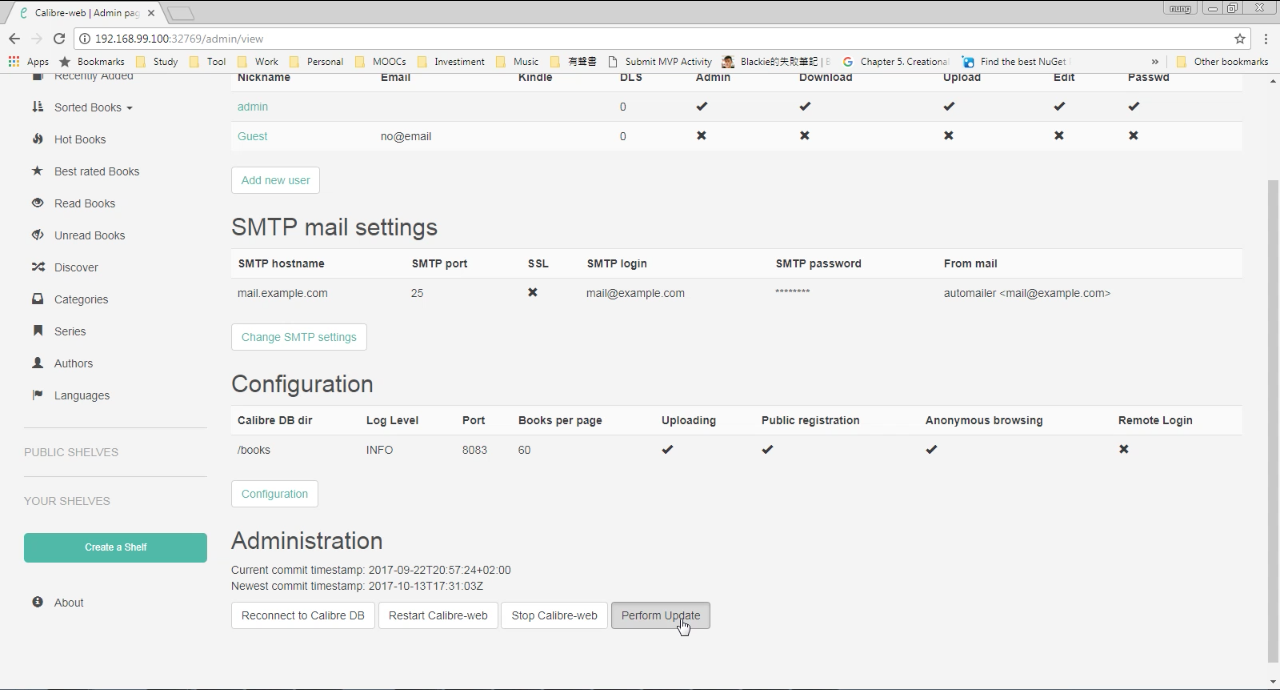 Calibre-web | Admin pag
192.168.99.100:32769/admin/view
Apps Bookmarks Study Tool Work Personal MOOCs Investiment Music 有聲書 Submit MVP Activity Blackie的失敗筆記 | B Chapter 5. Creational Find the best NuGet » Other bookmarks
Recently Added
Sorted Books
Hot Books
Best rated Books
Read Books
Unread Books
Discover
Categories
Series
Authors
Languages
PUBLIC SHELVES
YOUR SHELVES
Create a Shelf
About
Nickname Email Kindle DLS Admin Download Upload Edit Passwd
admin 0
Guest no@email 0
Add new user
SMTP mail settings
SMTP hostname SMTP port SSL SMTP login SMTP password From mail
mail.example.com 25 mail@example.com ******** automailer <mail@example.com>
Change SMTP settings
Configuration
Calibre DB dir Log Level Port Books per page Uploading Public registration Anonymous browsing Remote Login
/books INFO 8083 60
Configuration
Administration
Current commit timestamp: 2017-09-22T20:57:24+02:00
Newest commit timestamp: 2017-10-13T17:31:03Z
Reconnect to Calibre DB Restart Calibre-web Stop Calibre-web Perform Update